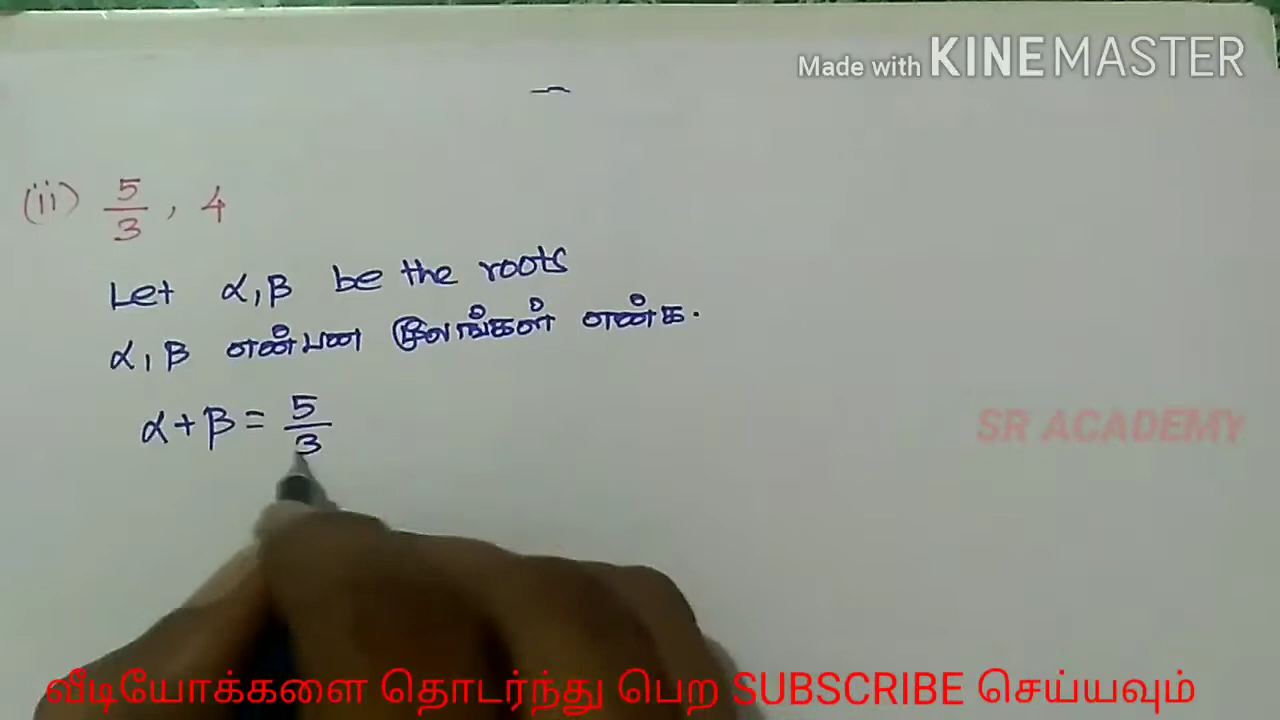 Made with KINEMASTER
(ii) 5/3, 4
Let α, β be the roots
α, β என்பன மூலங்கள் என்க.
α + β = 5/3
SR ACADEMY
வீடியோக்களை தொடர்ந்து பெற SUBSCRIBE செய்யவும்